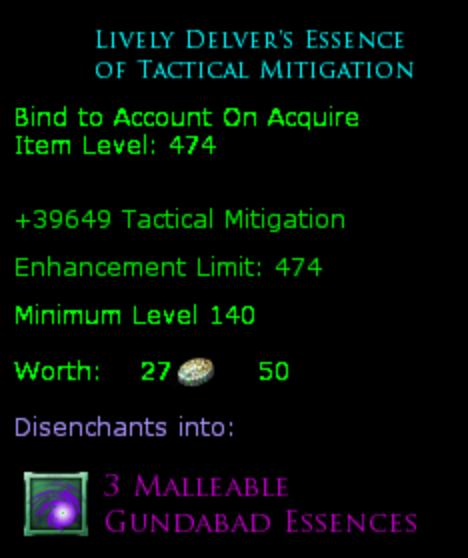 Lively Delver's Essence
of Tactical Mitigation
Bind to Account On Acquire
Item Level: 474
+39649 Tactical Mitigation
Enhancement Limit: 474
Minimum Level 140
Worth: 27 50
Disenchants into:
3 Malleable
Gundabad Essences